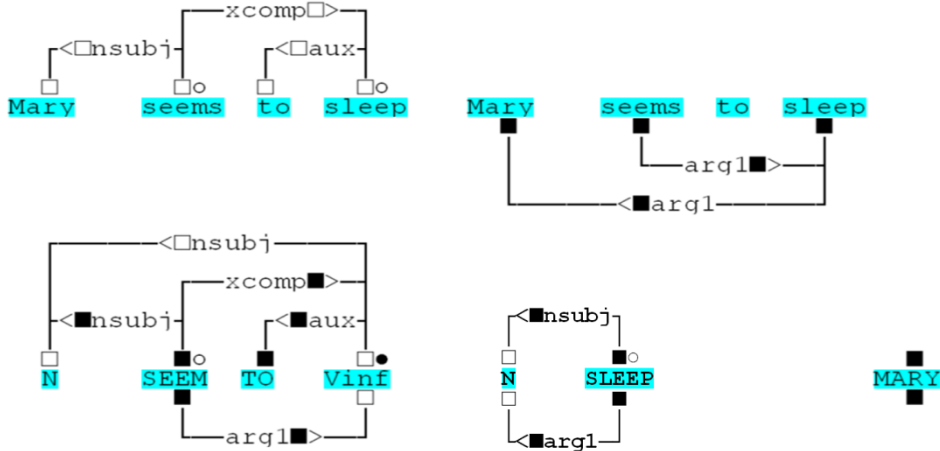 xcomp□>
<□nsubj <□aux
□ □○ □ □○
Mary seems to sleep
Mary seems to sleep
■ ■ ■
arg1■>
<■arg1
<□nsubj
xcomp■>
<■nsubj <■aux
□ ■○ ■ □●
N SEEM TO Vinf
■ □
arg1■>
<■nsubj
□ ■○
N SLEEP
□ ■
<■arg1
■
MARY
■